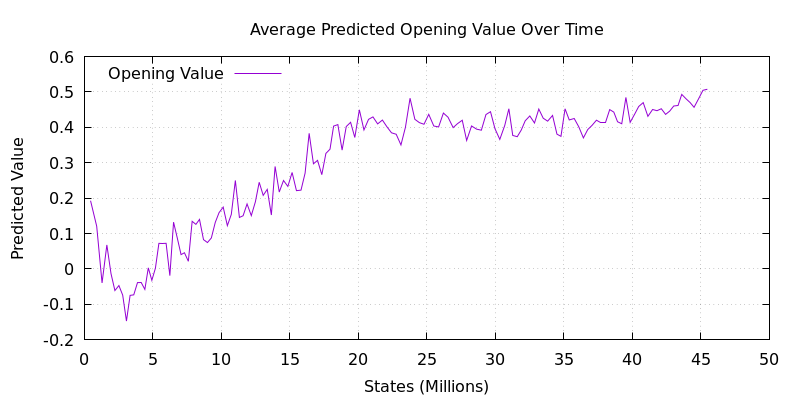 Average Predicted Opening Value Over Time
Opening Value
Predicted Value
0.6
0.5
0.4
0.3
0.2
0.1
0
-0.1
-0.2
0 5 10 15 20 25 30 35 40 45 50
States (Millions)